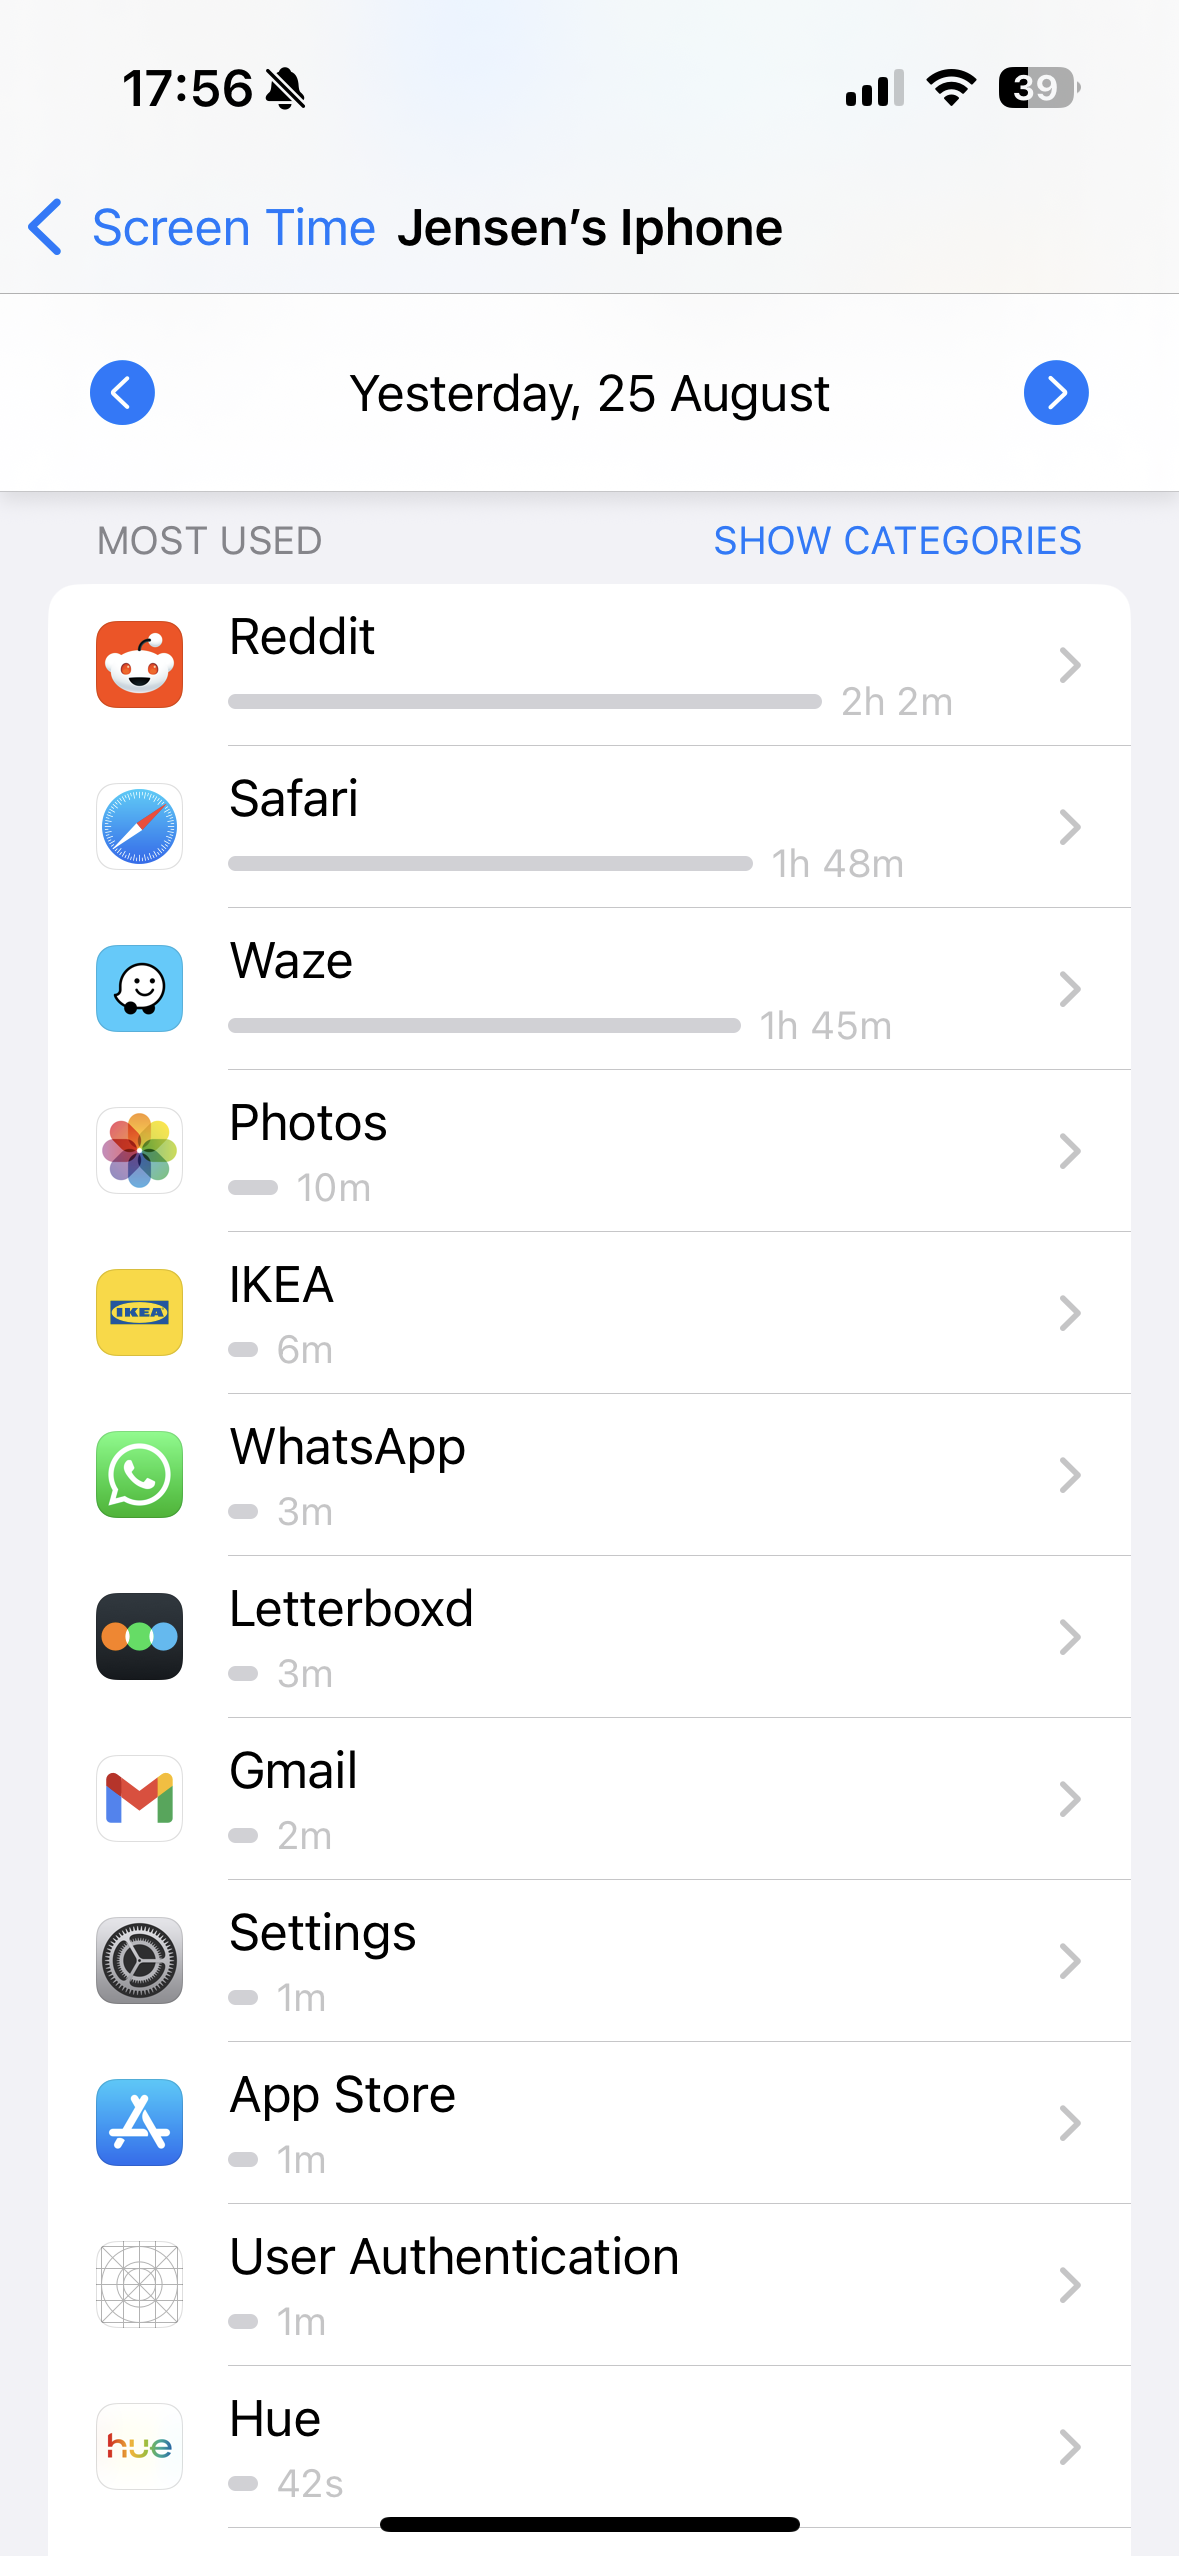 17:56
39
Screen Time Jensen’s Iphone
Yesterday, 25 August
MOST USED SHOW CATEGORIES
Reddit
2h 2m
Safari
1h 48m
Waze
1h 45m
Photos
10m
IKEA
IKEA
6m
WhatsApp
3m
Letterboxd
3m
Gmail
2m
Settings
1m
App Store
1m
User Authentication
1m
Hue
hue
42s